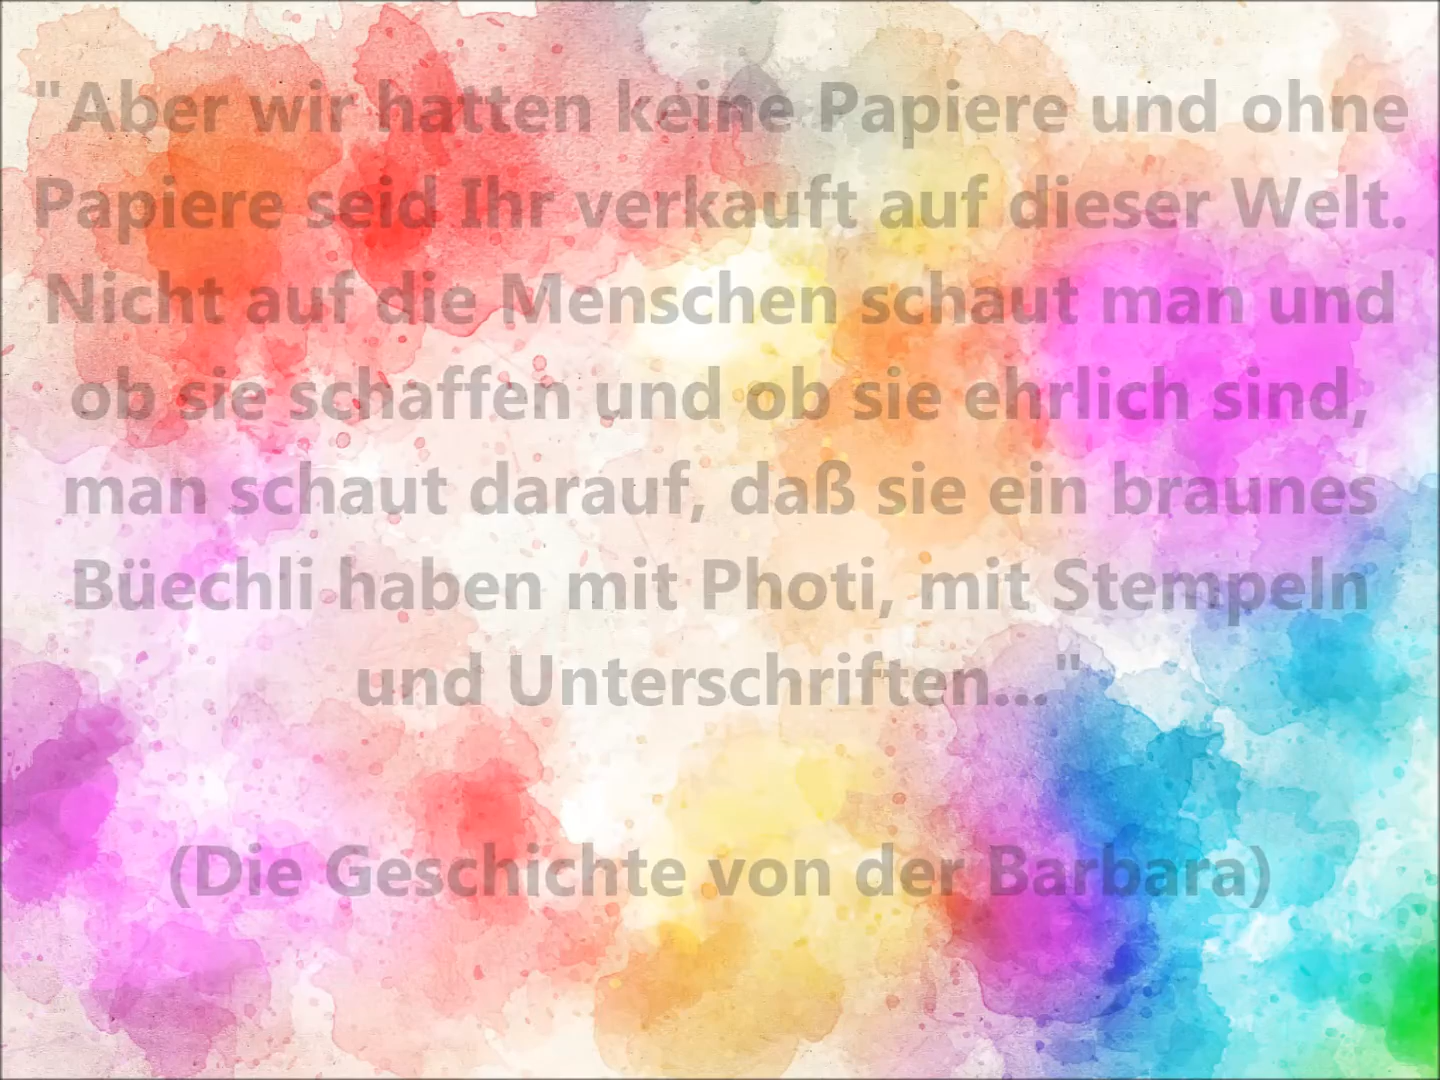 "Aber wir hatten keine Papiere und ohne
Papiere seid Ihr verkauft auf dieser Welt.
Nicht auf die Menschen schaut man und
ob sie schaffen und ob sie ehrlich sind,
man schaut darauf, daß sie ein braunes
Büechli haben mit Photi, mit Stempeln
und Unterschriften..."
(Die Geschichte von der Barbara)